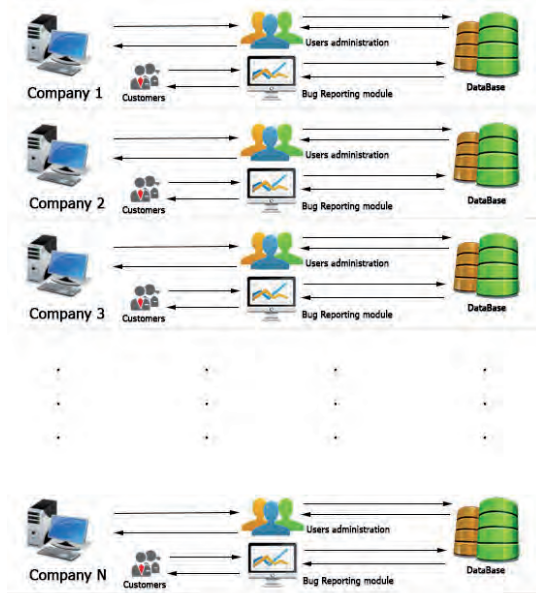 Users administration
DataBase
Company 1
Customers
Bug Reporting module
Users administration
DataBase
Company 2
Customers
Bug Reporting module
Users administration
DataBase
Company 3
Customers
Bug Reporting module
Users administration
DataBase
Company N
Customers
Bug Reporting module